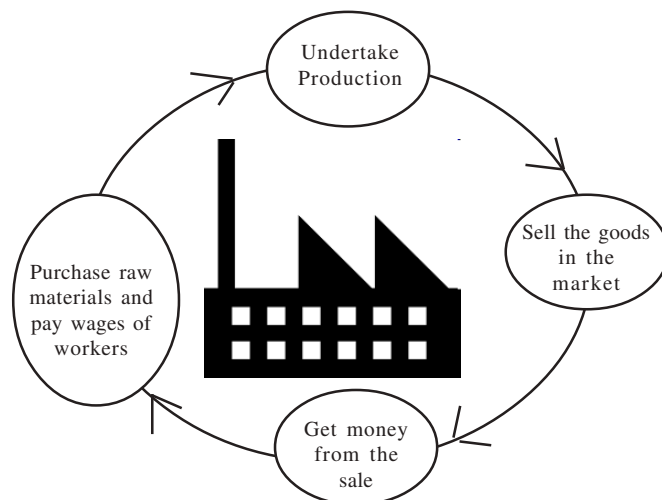 Undertake
Production
Sell the goods
in the
market
Get money
from the
sale
Purchase raw
materials and
pay wages of
workers